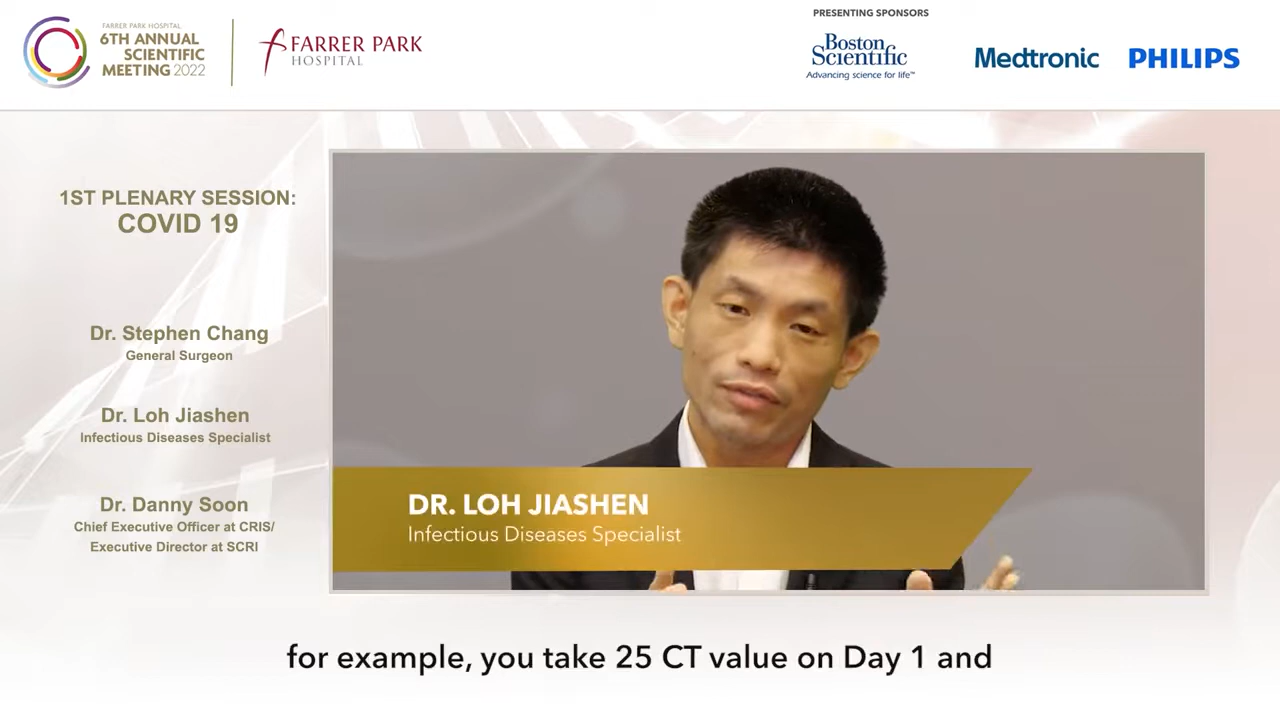 FARRER PARK HOSPITAL
6TH ANNUAL
SCIENTIFIC
MEETING 2022
FARRER PARK
HOSPITAL
PRESENTING SPONSORS
Boston
Scientific
Advancing science for life™
Medtronic
PHILIPS
1ST PLENARY SESSION:
COVID 19
Dr. Stephen Chang
General Surgeon
Dr. Loh Jiashen
Infectious Diseases Specialist
Dr. Danny Soon
Chief Executive Officer at CRIS/
Executive Director at SCRI
DR. LOH JIASHEN
Infectious Diseases Specialist
for example, you take 25 CT value on Day 1 and